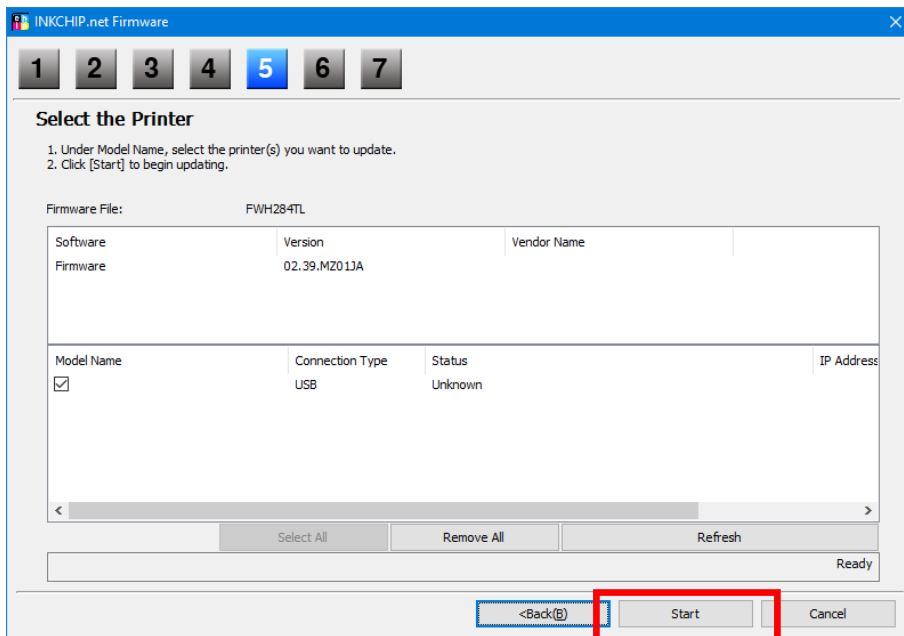 INKCHIP.net Firmware
1 2 3 4 5 6 7
Select the Printer
1. Under Model Name, select the printer(s) you want to update.
2. Click [Start] to begin updating.
Firmware File: FWH284TL
Software Version Vendor Name
Firmware 02.39.MZ01JA
Model Name Connection Type Status IP Address
USB Unknown
Select All Remove All Refresh
Ready
<Back(B) Start Cancel